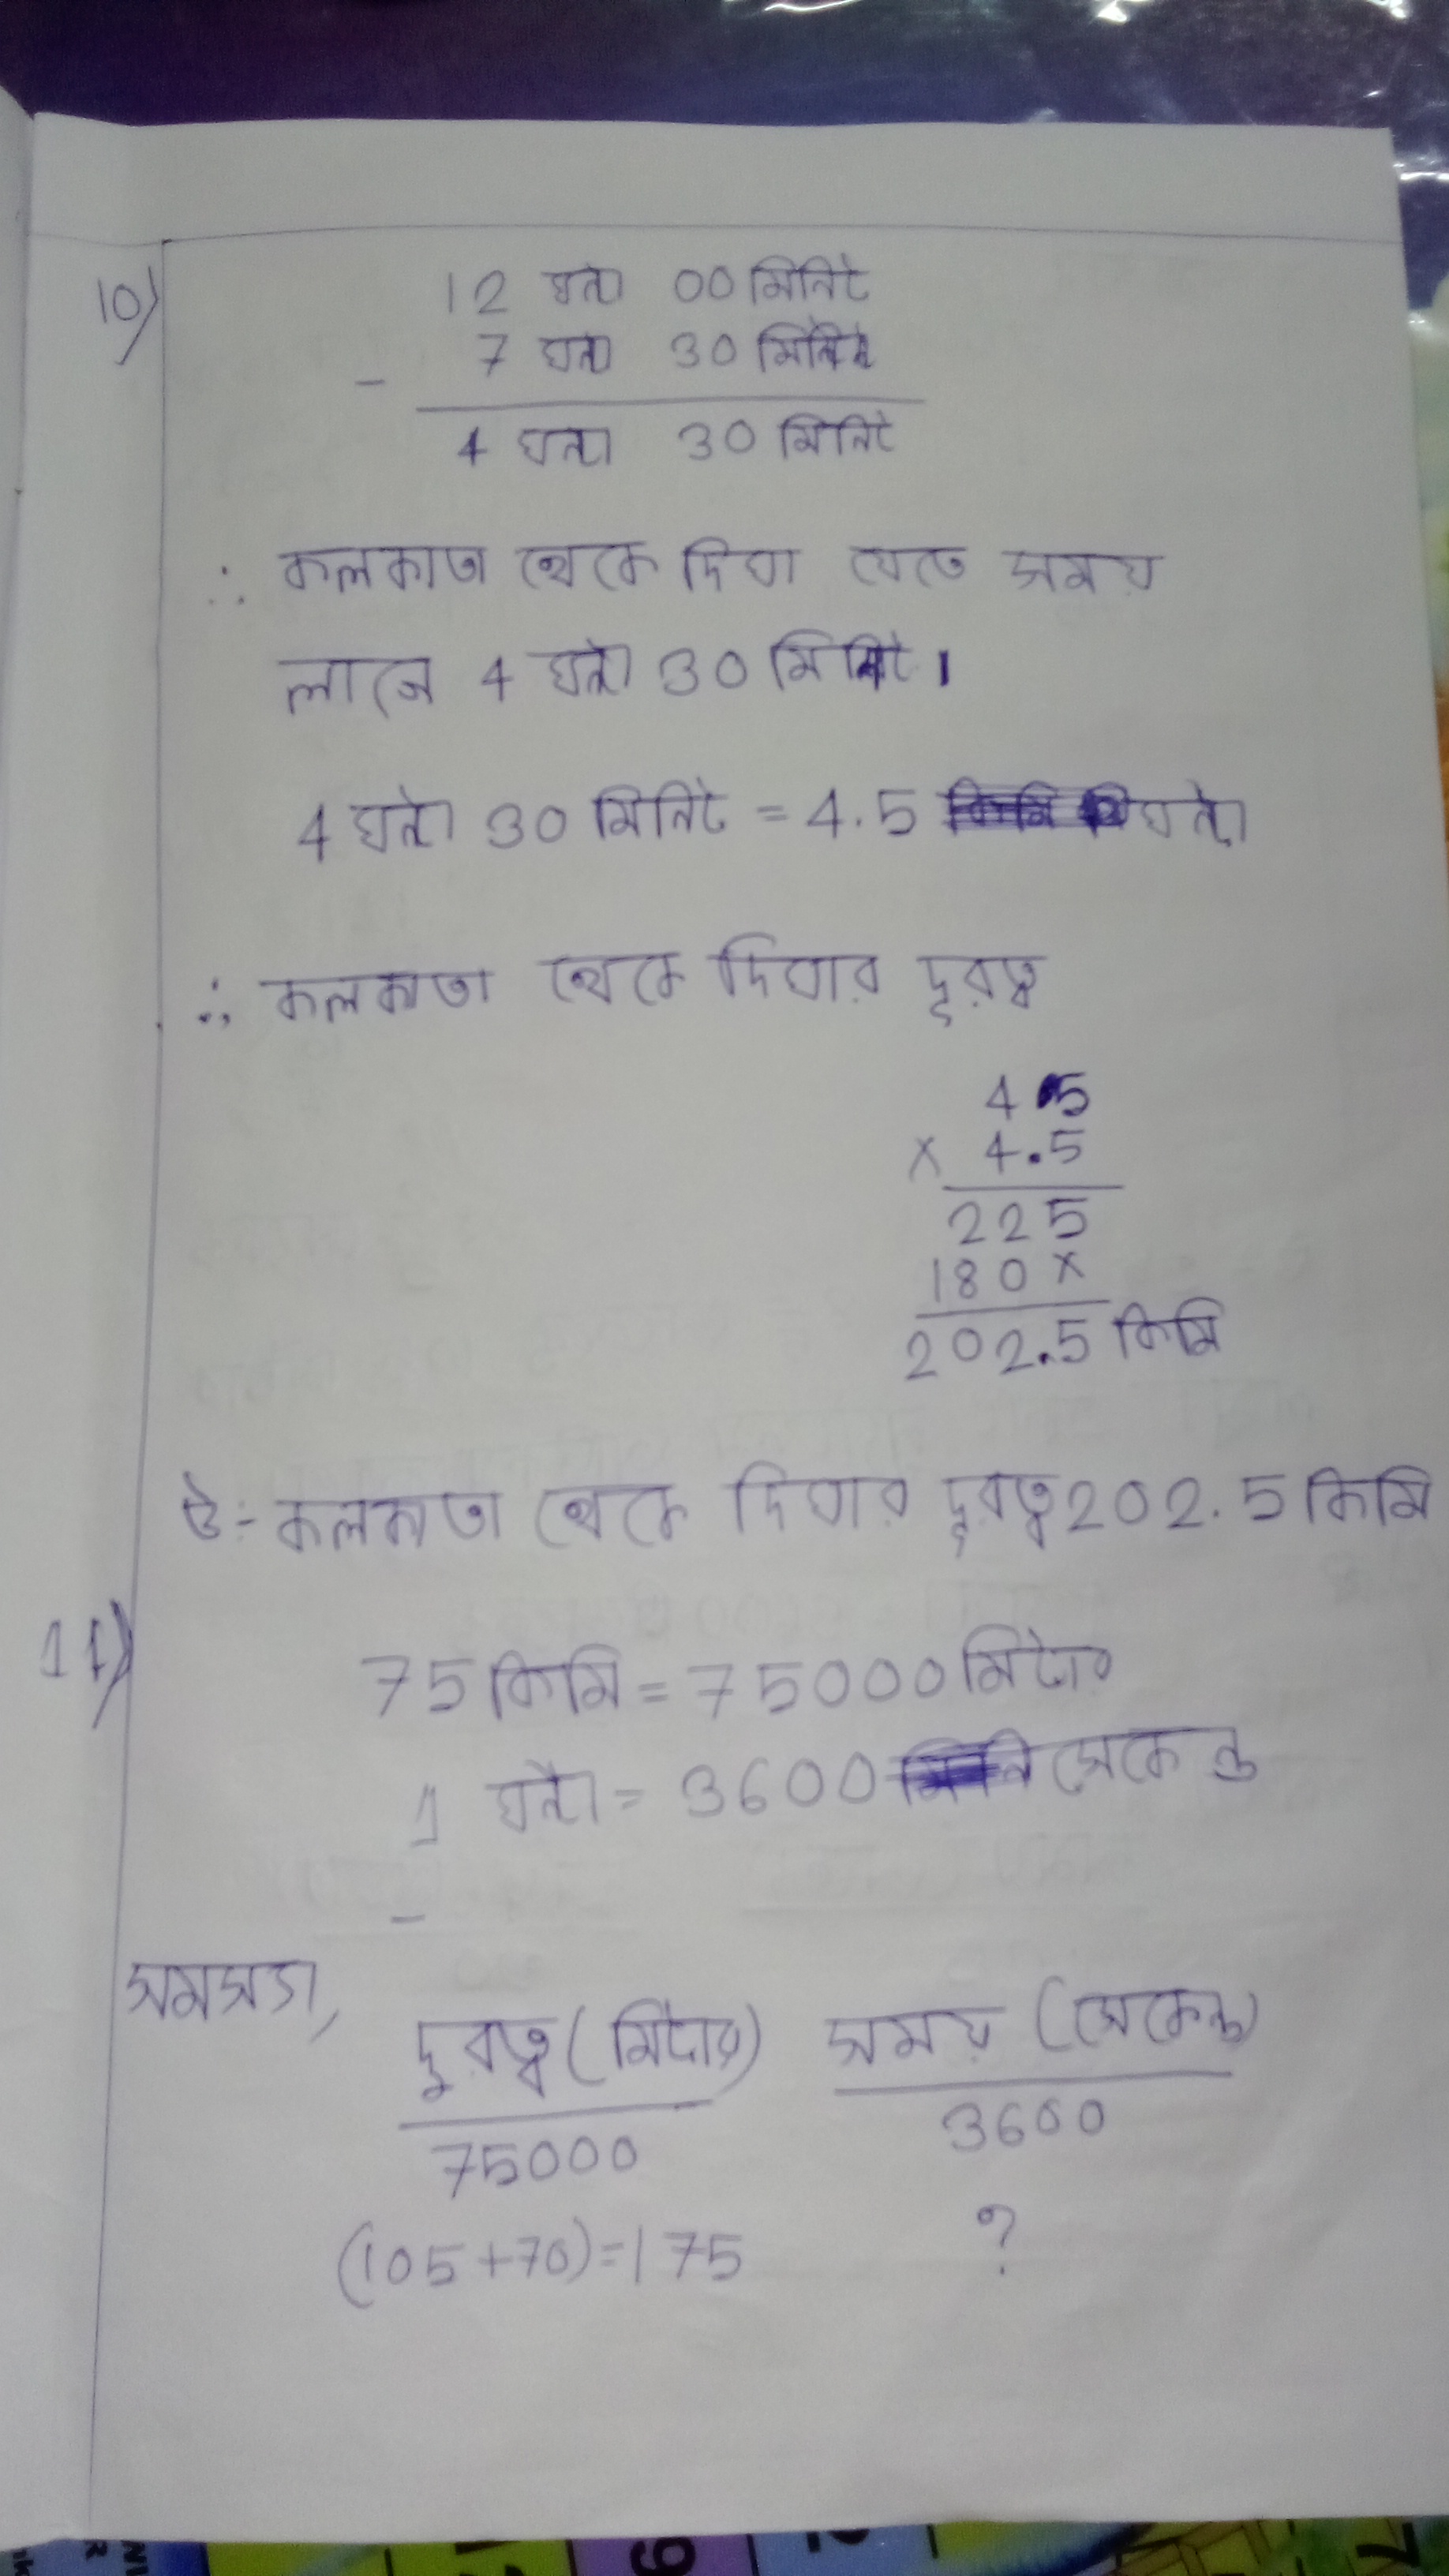 10)
12 ঘন্টা 00 মিনিট
- 7 ঘন্টা 30 মিনিট
4 ঘন্টা 30 মিনিট
∴ কলকাতা থেকে দিঘা যেতে সময়
লাগে 4 ঘন্টা 30 মিনিট।
4 ঘন্টা 30 মিনিট = 4.5 ঘন্টা
∴ কলকাতা থেকে দিঘার দূরত্ব
45
× 4.5
225
180×
202.5 কিমি
উঃ- কলকাতা থেকে দিঘার দূরত্ব 202.5 কিমি
11)
75 কিমি = 75000 মিটার
1 ঘন্টা = 3600 সেকেন্ড
সমস্যা,
দূরত্ব (মিটার) সময় (সেকেন্ড)
75000 3600
(105+70)=175 ?